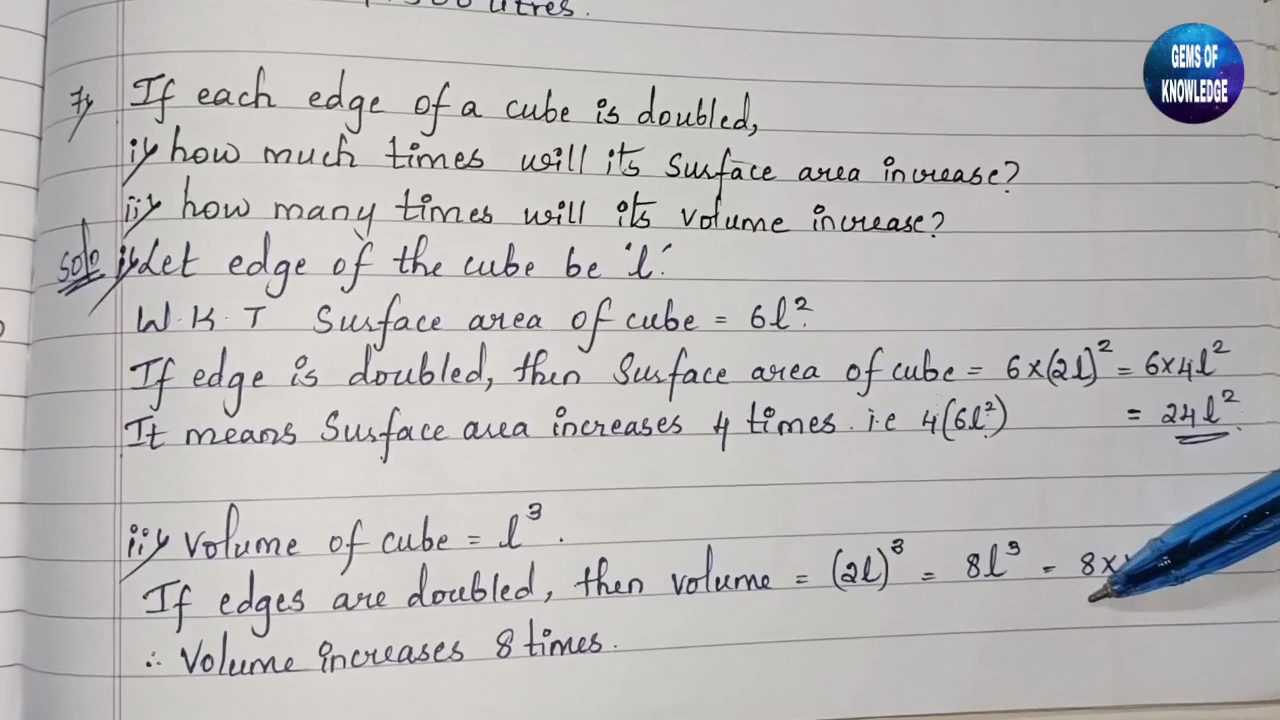 litres.
GEMS OF
KNOWLEDGE
7) If each edge of a cube is doubled,
i) how much times will its surface area increase?
ii) how many times will its volume increase?
Soln i) Let edge of the cube be 'l'.
W.K.T Surface area of cube = 6l².
If edge is doubled, then surface area of cube = 6×(2l)² = 6×4l²
It means surface area increases 4 times. i.e 4(6l²) = 24l².
ii) Volume of cube = l³.
If edges are doubled, then volume = (2l)³ = 8l³ = 8×
∴ Volume increases 8 times.